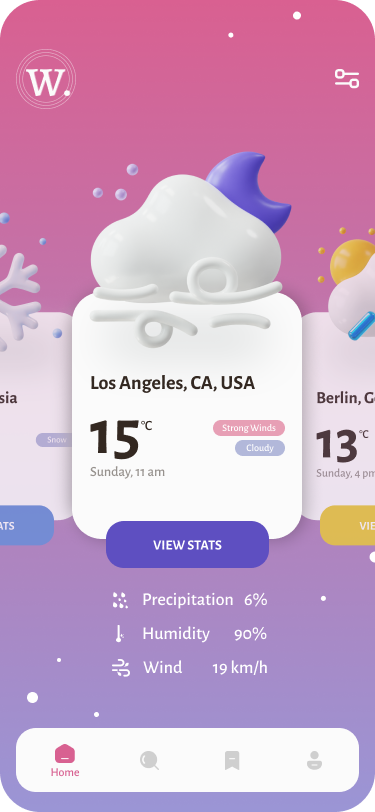 W.
sia
Snow
ATS
Los Angeles, CA, USA
15°C
Strong Winds
Cloudy
Sunday, 11 am
VIEW STATS
Berlin, G
13°C
Sunday, 4 pm
VIE
Precipitation 6%
Humidity 90%
Wind 19 km/h
Home